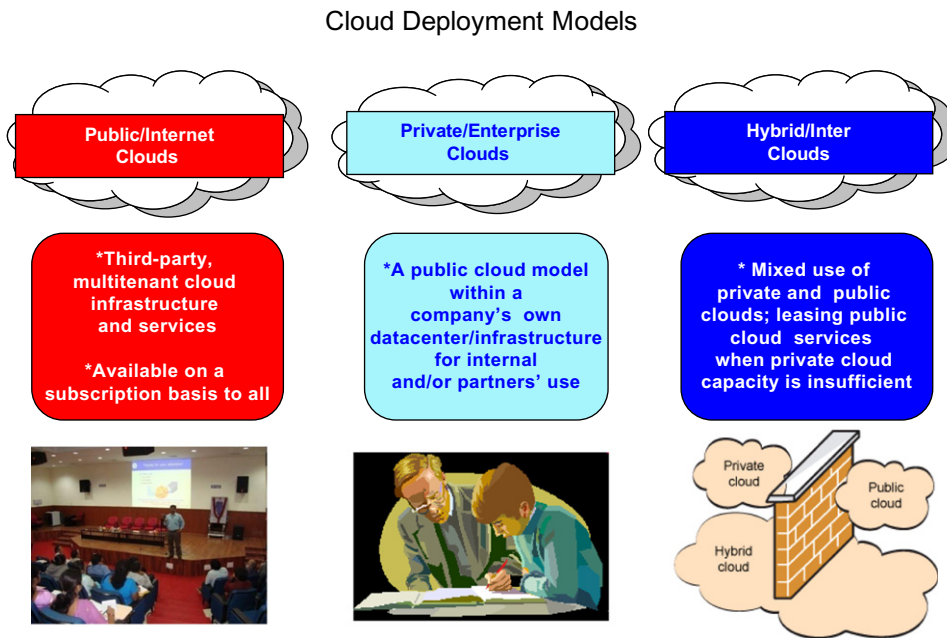 Cloud Deployment Models
Public/Internet
Clouds
Private/Enterprise
Clouds
Hybrid/Inter
Clouds
*Third-party,
multitenant cloud
infrastructure
and services
*Available on a
subscription basis to all
*A public cloud model
within a
company’s own
datacenter/infrastructure
for internal
and/or partners’ use
* Mixed use of
private and public
clouds; leasing public
cloud services
when private cloud
capacity is insufficient
Private
cloud
Public
cloud
Hybrid
cloud